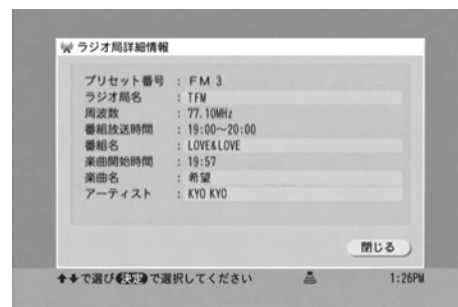 ラジオ局詳細情報
プリセット番号 : FM 3
ラジオ局名 : TFM
周波数 : 77.10MHz
番組放送時間 : 19:00～20:00
番組名 : LOVE&LOVE
楽曲開始時間 : 19:57
楽曲名 : 希望
アーティスト : KYO KYO
閉じる
↑↓で選び決定で選択してください 1:26PM